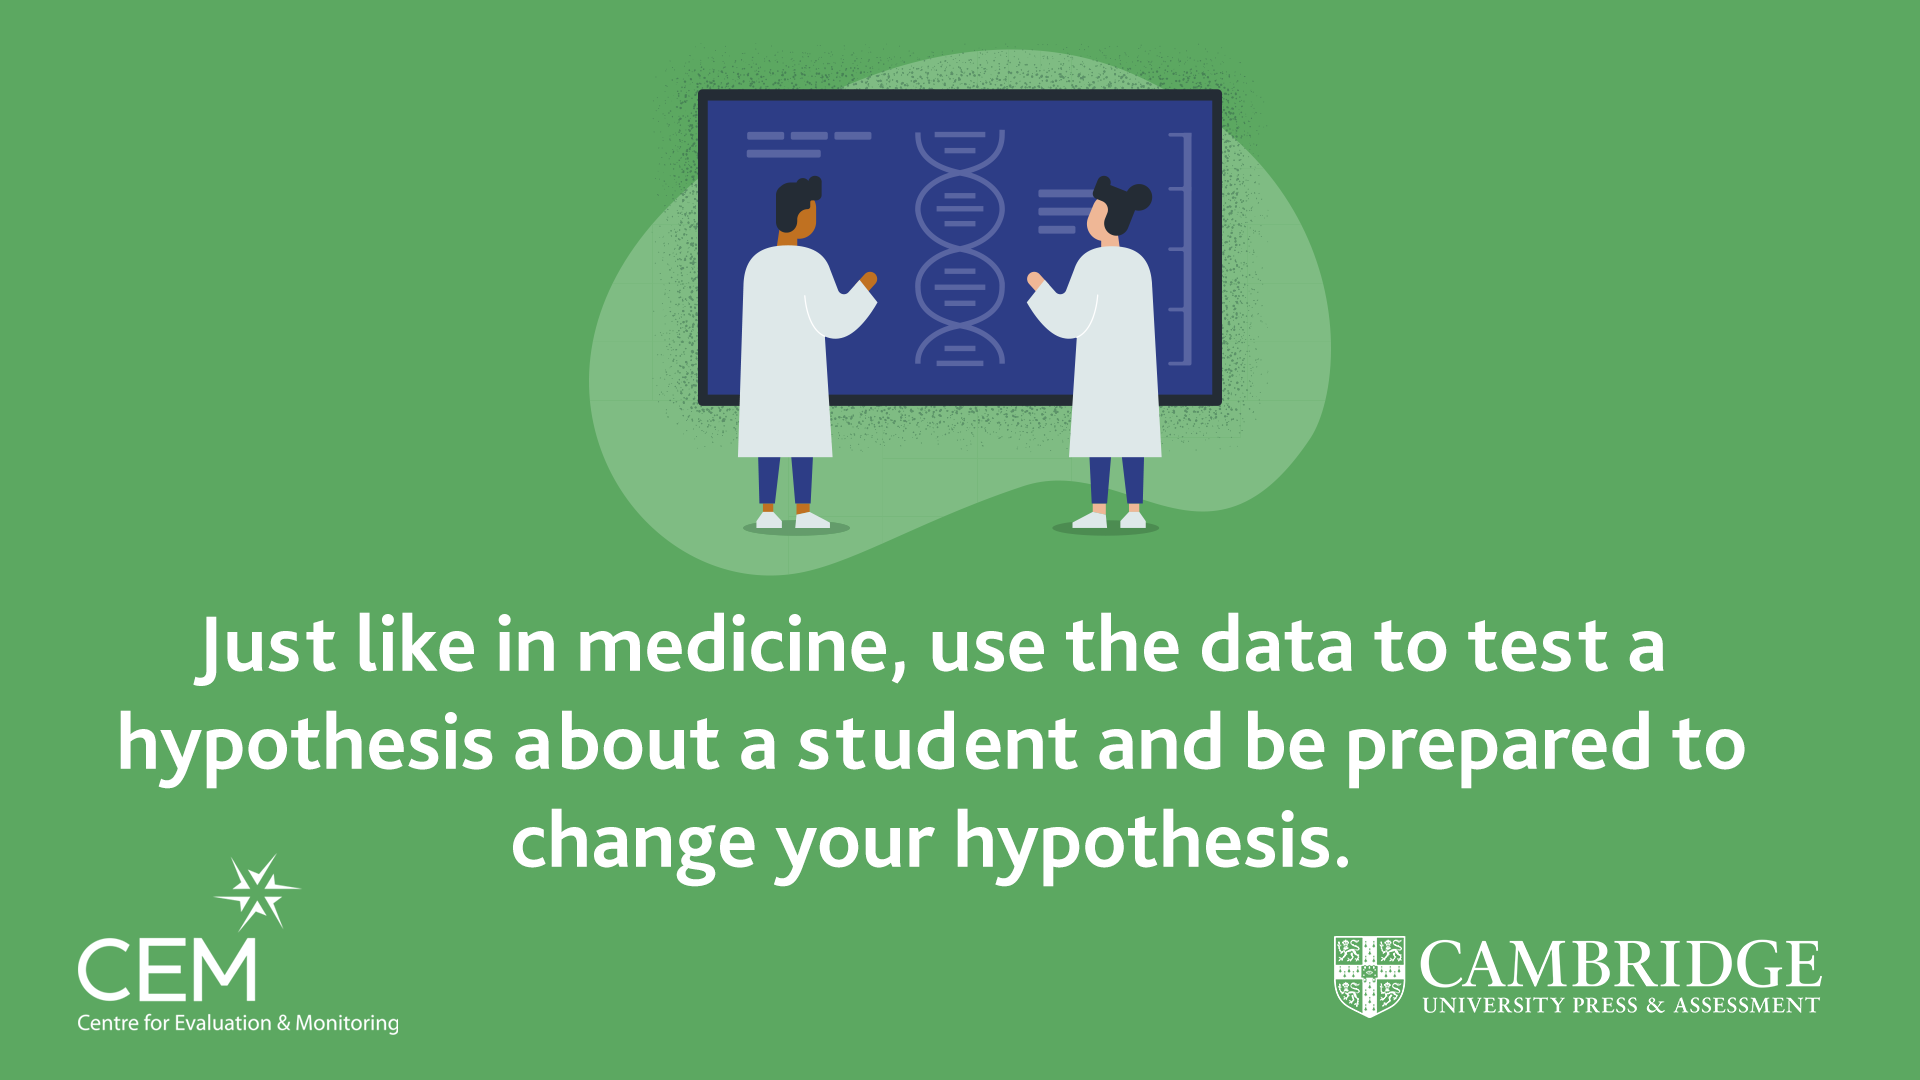 Just like in medicine, use the data to test a
hypothesis about a student and be prepared to
change your hypothesis.
CEM
Centre for Evaluation & Monitoring
CAMBRIDGE
UNIVERSITY PRESS & ASSESSMENT